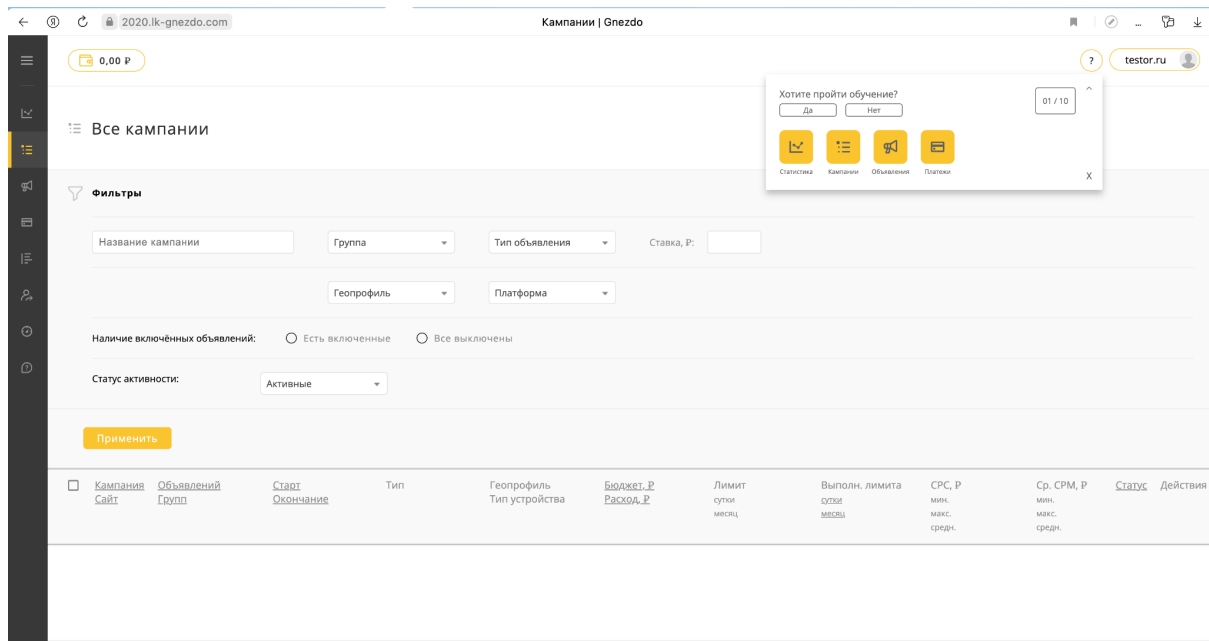 2020.lk-gnezdo.com
Кампании | Gnezdo
...
0,00 ₽
?
testor.ru
Хотите пройти обучение?
Да
Нет
01 / 10
Статистика
Кампании
Объявления
Платежи
X
Все кампании
Фильтры
Название кампании
Группа
Тип объявления
Ставка, ₽:
Геопрофиль
Платформа
Наличие включённых объявлений:
Есть включенные
Все выключены
Статус активности:
Активные
Применить
Кампания
Сайт
Объявлений
Групп
Старт
Окончание
Тип
Геопрофиль
Тип устройства
Бюджет, ₽
Расход, ₽
Лимит
сутки
месяц
Выполн. лимита
сутки
месяц
CPC, ₽
мин.
макс.
средн.
Ср. CPM, ₽
мин.
макс.
средн.
Статус
Действия